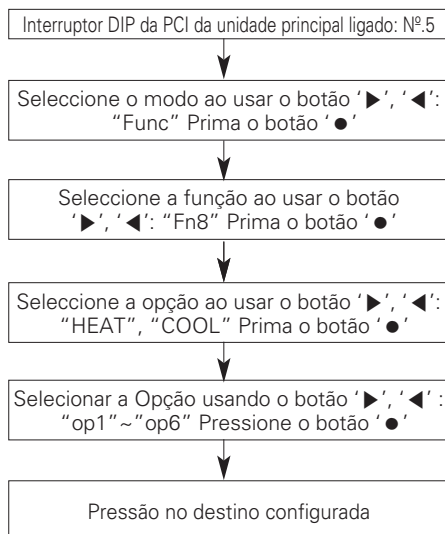 Interruptor DIP da PCI da unidade principal ligado: Nº.5
Seleccione o modo ao usar o botão ‘▶’, ‘◀’:
“Func” Prima o botão ‘●’
Seleccione a função ao usar o botão
‘▶’, ‘◀’: “Fn8” Prima o botão ‘●’
Seleccione a opção ao usar o botão ‘▶’, ‘◀’:
“HEAT”, “COOL” Prima o botão ‘●’
Selecionar a Opção usando o botão ‘▶’, ‘◀’ :
“op1”~”op6” Pressione o botão ‘●’
Pressão no destino configurada